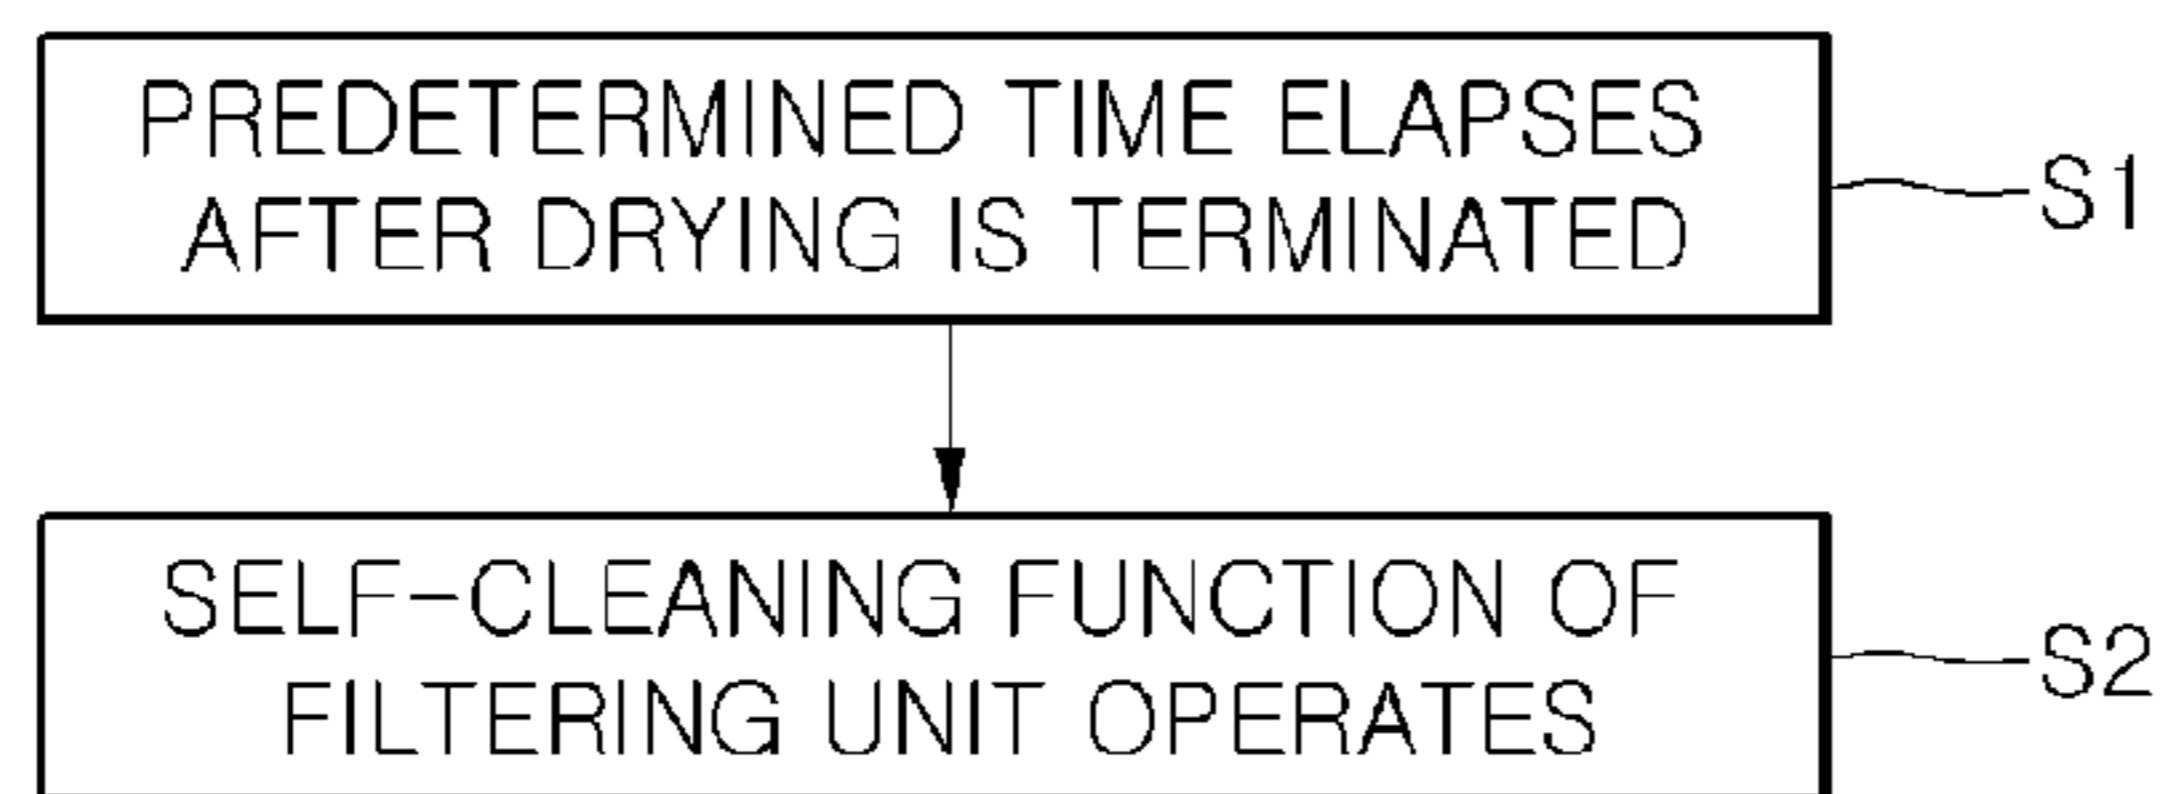 PREDETERMINED TIME ELAPSES
AFTER DRYING IS TERMINATED
S1
SELF-CLEANING FUNCTION OF
FILTERING UNIT OPERATES
S2